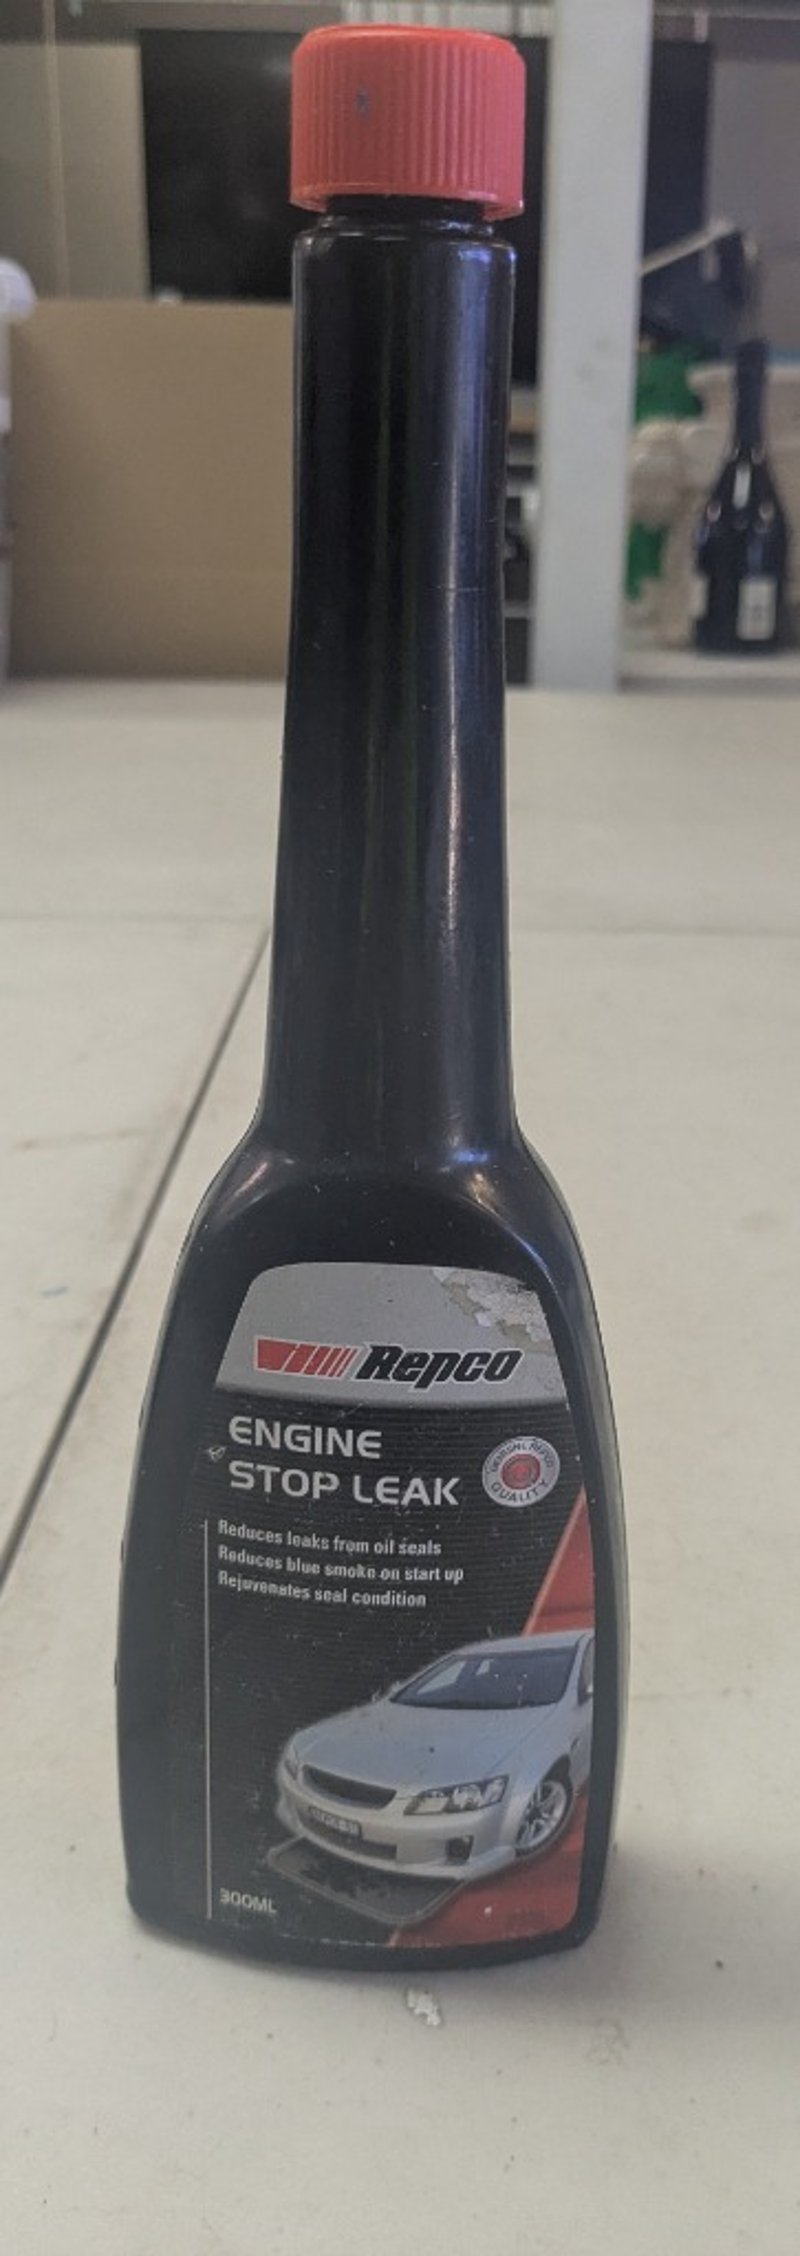 Repco
ENGINE
STOP LEAK
QUALITY
Reduces leaks from oil seals
Reduces blue smoke on start up
Rejuvenates seal condition
300ML